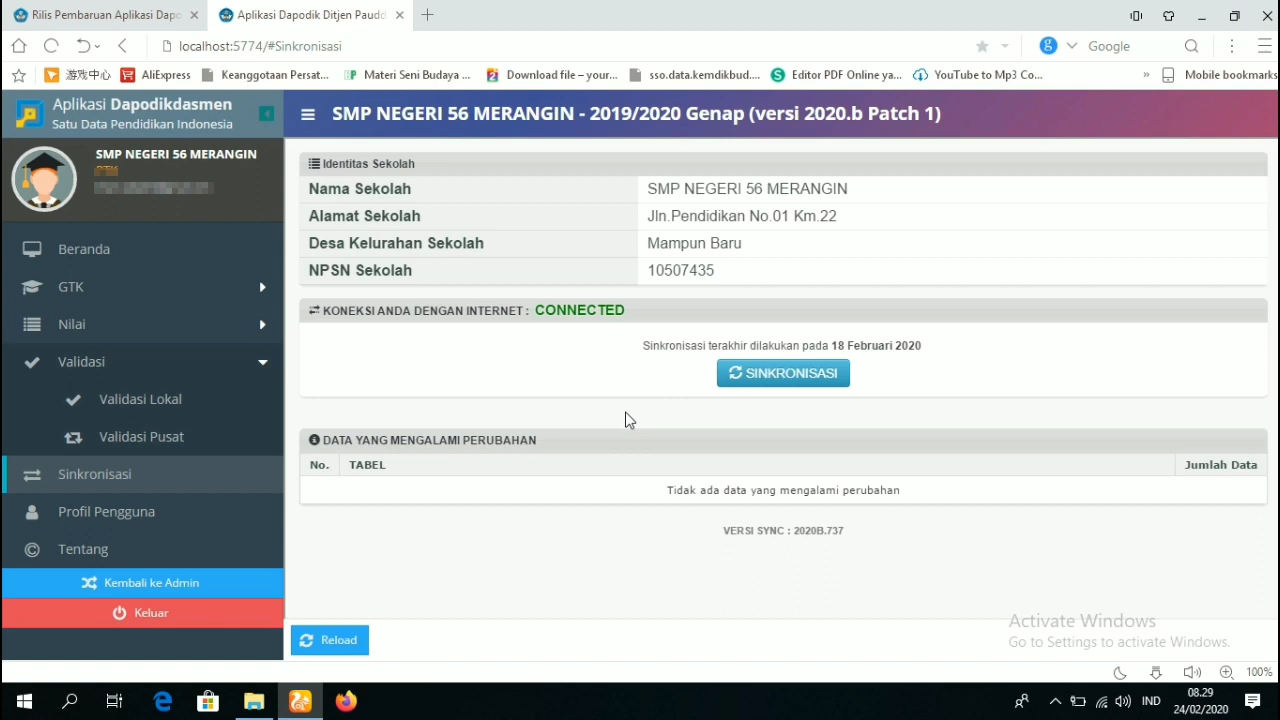 Rilis Pembaruan Aplikasi Dapo
Aplikasi Dapodik Ditjen Paudd
localhost:5774/#Sinkronisasi
Google
游戏中心
AliExpress
Keanggotaan Persat...
Materi Seni Budaya ...
Download file – your...
sso.data.kemdikbud....
Editor PDF Online ya...
YouTube to Mp3 Co...
»
Mobile bookmarks
Aplikasi Dapodikdasmen
Satu Data Pendidikan Indonesia
SMP NEGERI 56 MERANGIN - 2019/2020 Genap (versi 2020.b Patch 1)
SMP NEGERI 56 MERANGIN
Beranda
GTK
Nilai
Validasi
Validasi Lokal
Validasi Pusat
Sinkronisasi
Profil Pengguna
Tentang
Kembali ke Admin
Keluar
Identitas Sekolah
Nama Sekolah SMP NEGERI 56 MERANGIN
Alamat Sekolah Jln.Pendidikan No.01 Km.22
Desa Kelurahan Sekolah Mampun Baru
NPSN Sekolah 10507435
KONEKSI ANDA DENGAN INTERNET : CONNECTED
Sinkronisasi terakhir dilakukan pada 18 Februari 2020
SINKRONISASI
DATA YANG MENGALAMI PERUBAHAN
No. TABEL Jumlah Data
Tidak ada data yang mengalami perubahan
VERSI SYNC : 2020B.737
Reload
Activate Windows
Go to Settings to activate Windows.
100%
IND
08.29
24/02/2020